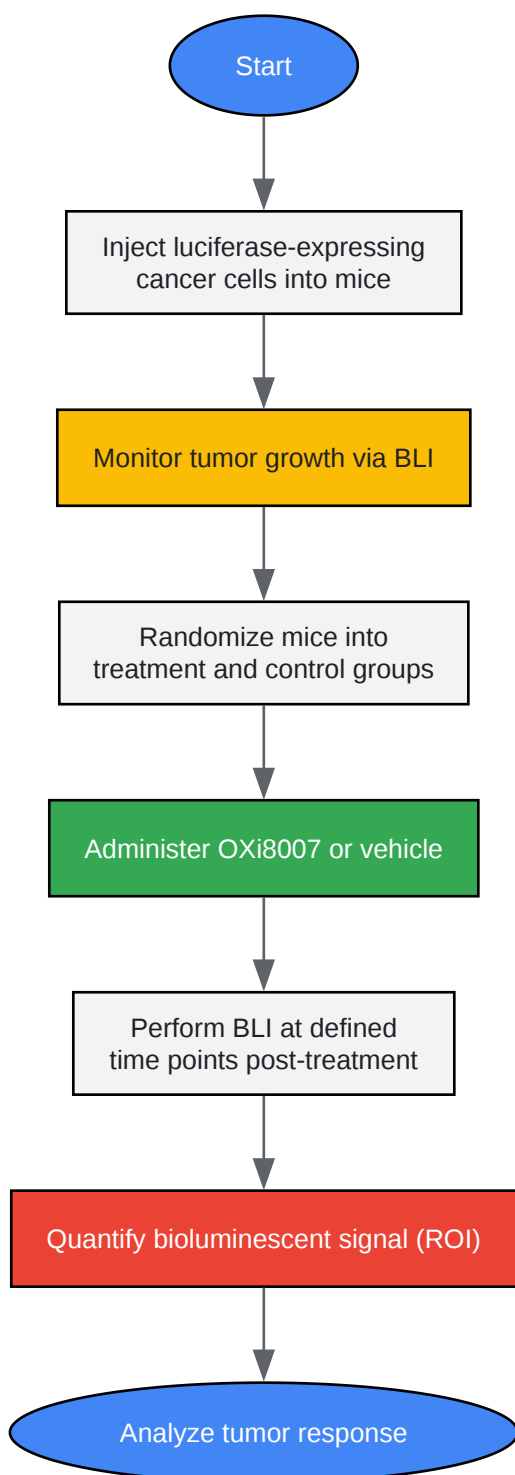 Start
Inject luciferase-expressing
cancer cells into mice
Monitor tumor growth via BLI
Randomize mice into
treatment and control groups
Administer OXi8007 or vehicle
Perform BLI at defined
time points post-treatment
Quantify bioluminescent signal (ROI)
Analyze tumor response